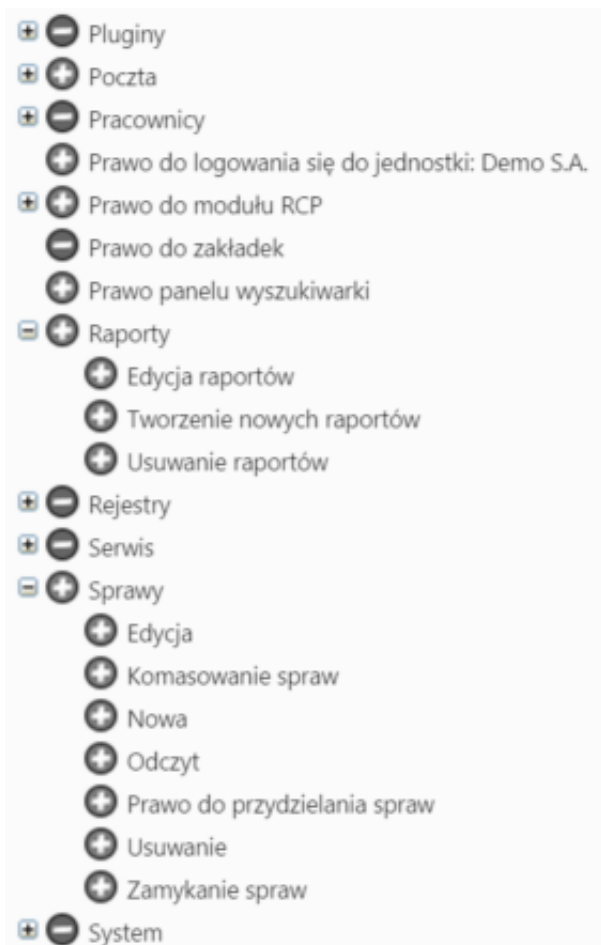 Pluginy
Poczta
Pracownicy
Prawo do logowania się do jednostki: Demo S.A.
Prawo do modułu RCP
Prawo do zakładek
Prawo panelu wyszukiwarki
Raporty
Edycja raportów
Tworzenie nowych raportów
Usuwanie raportów
Rejestry
Serwis
Sprawy
Edycja
Komasowanie spraw
Nowa
Odczyt
Prawo do przydzielania spraw
Usuwanie
Zamykanie spraw
System